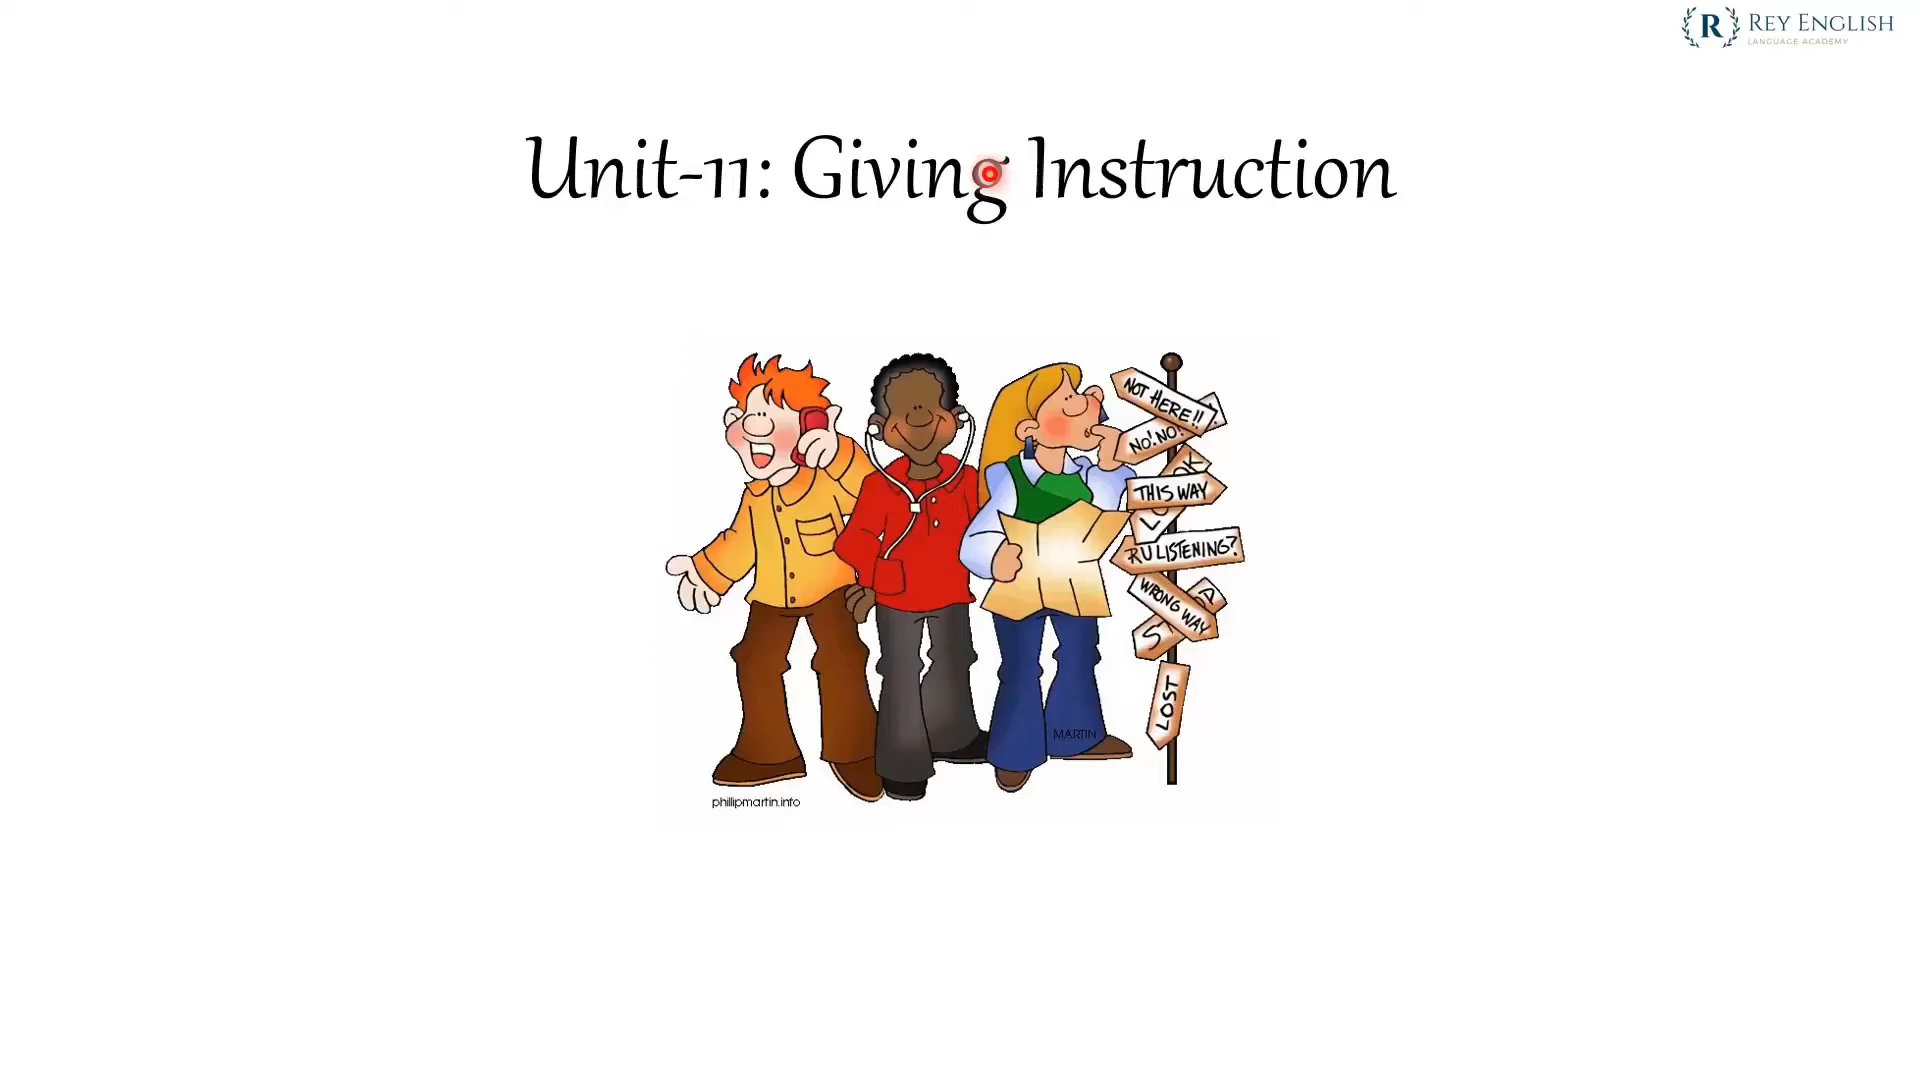 R REY ENGLISH
LANGUAGE ACADEMY
Unit-11: Giving Instruction
NOT HERE!!
NO! NO!
THIS WAY
RU LISTENING?
WRONG WAY
LOST
MARTIN
phillipmartin.info